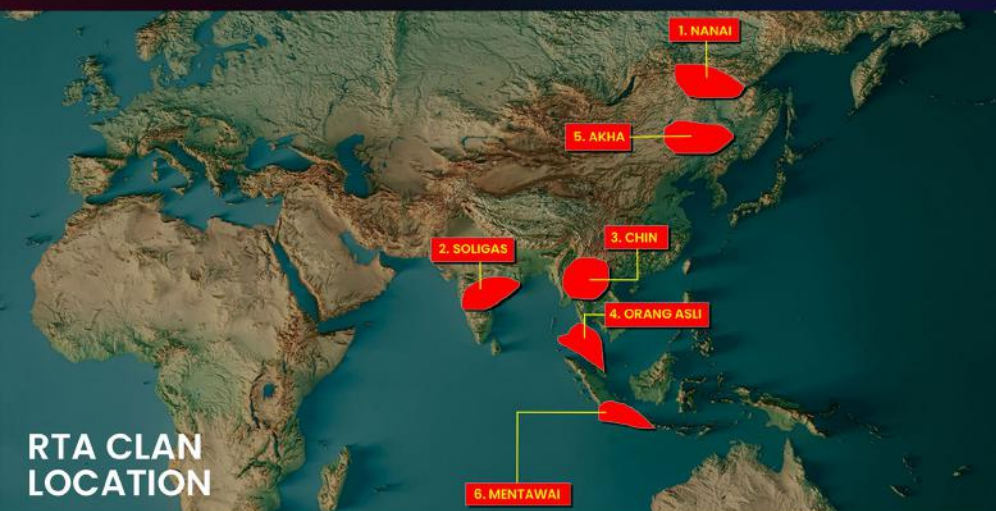 1. NANAI
5. AKHA
3. CHIN
2. SOLIGAS
4. ORANG ASLI
RTA CLAN
LOCATION
6. MENTAWAI